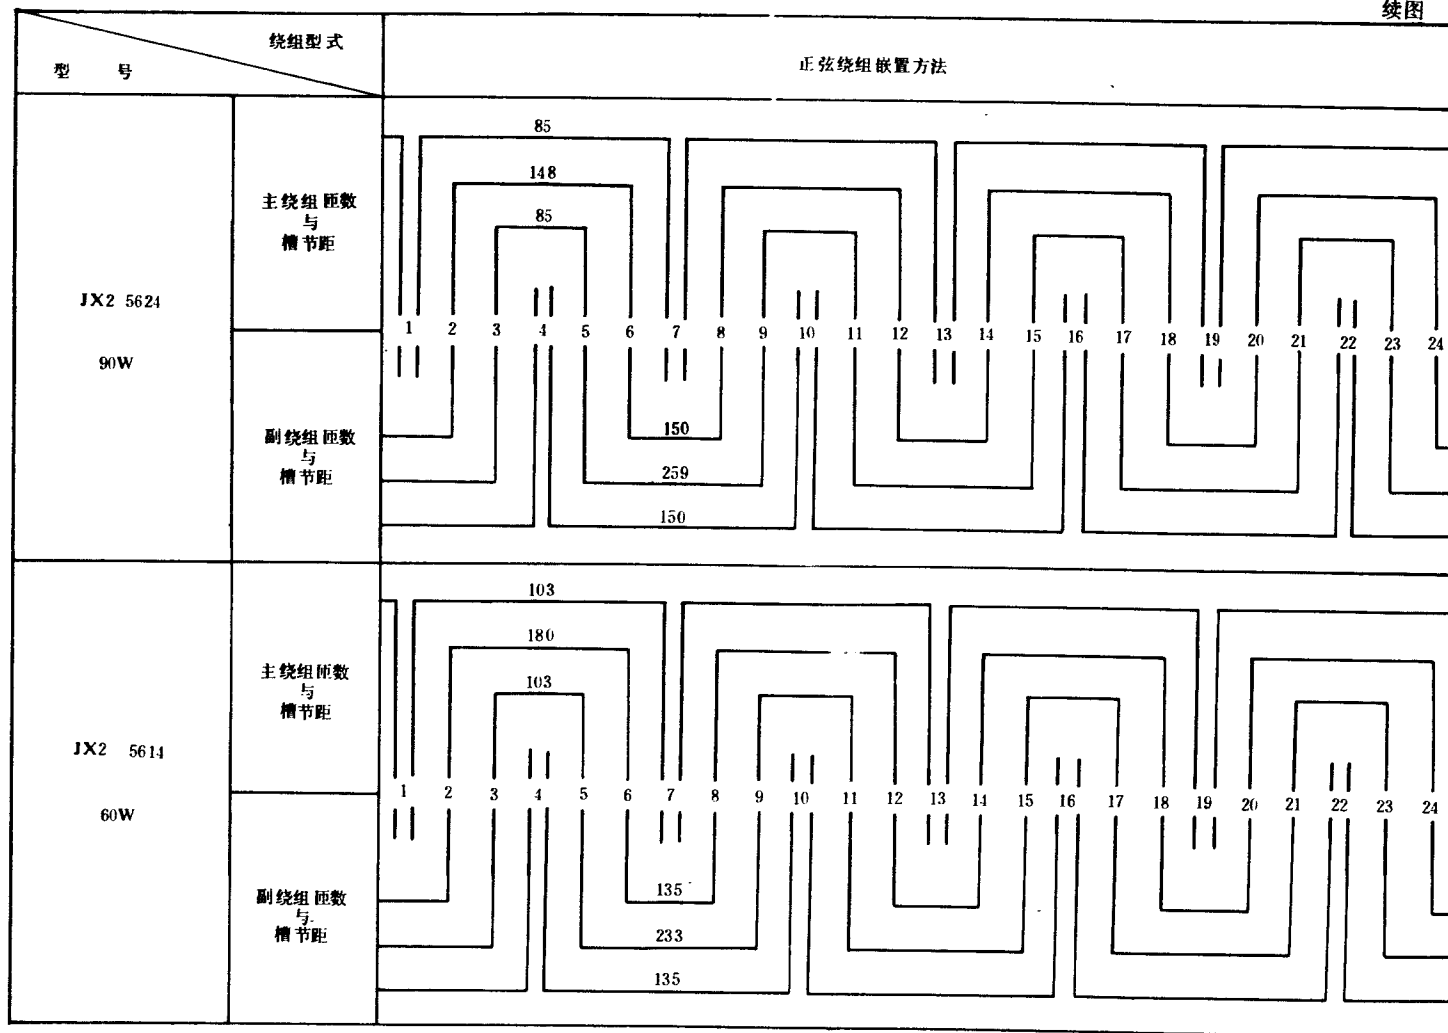 续图
绕组型式
型 号
正弦绕组嵌置方法
85
148
主绕组匝数
与
槽节距
85
JX2 5624
90W
1 2 3 4 5 6 7 8 9 10 11 12 13 14 15 16 17 18 19 20 21 22 23 24
副绕组匝数
与
槽节距
150
259
150
103
180
主绕组匝数
与
槽节距
103
JX2 5614
60W
1 2 3 4 5 6 7 8 9 10 11 12 13 14 15 16 17 18 19 20 21 22 23 24
副绕组匝数
与
槽节距
135
233
135